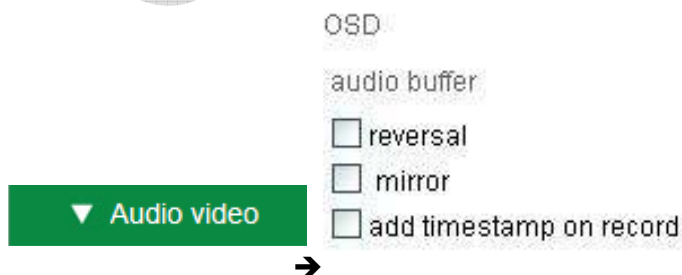 OSD
audio buffer
reversal
mirror
▼ Audio video
add timestamp on record
➔